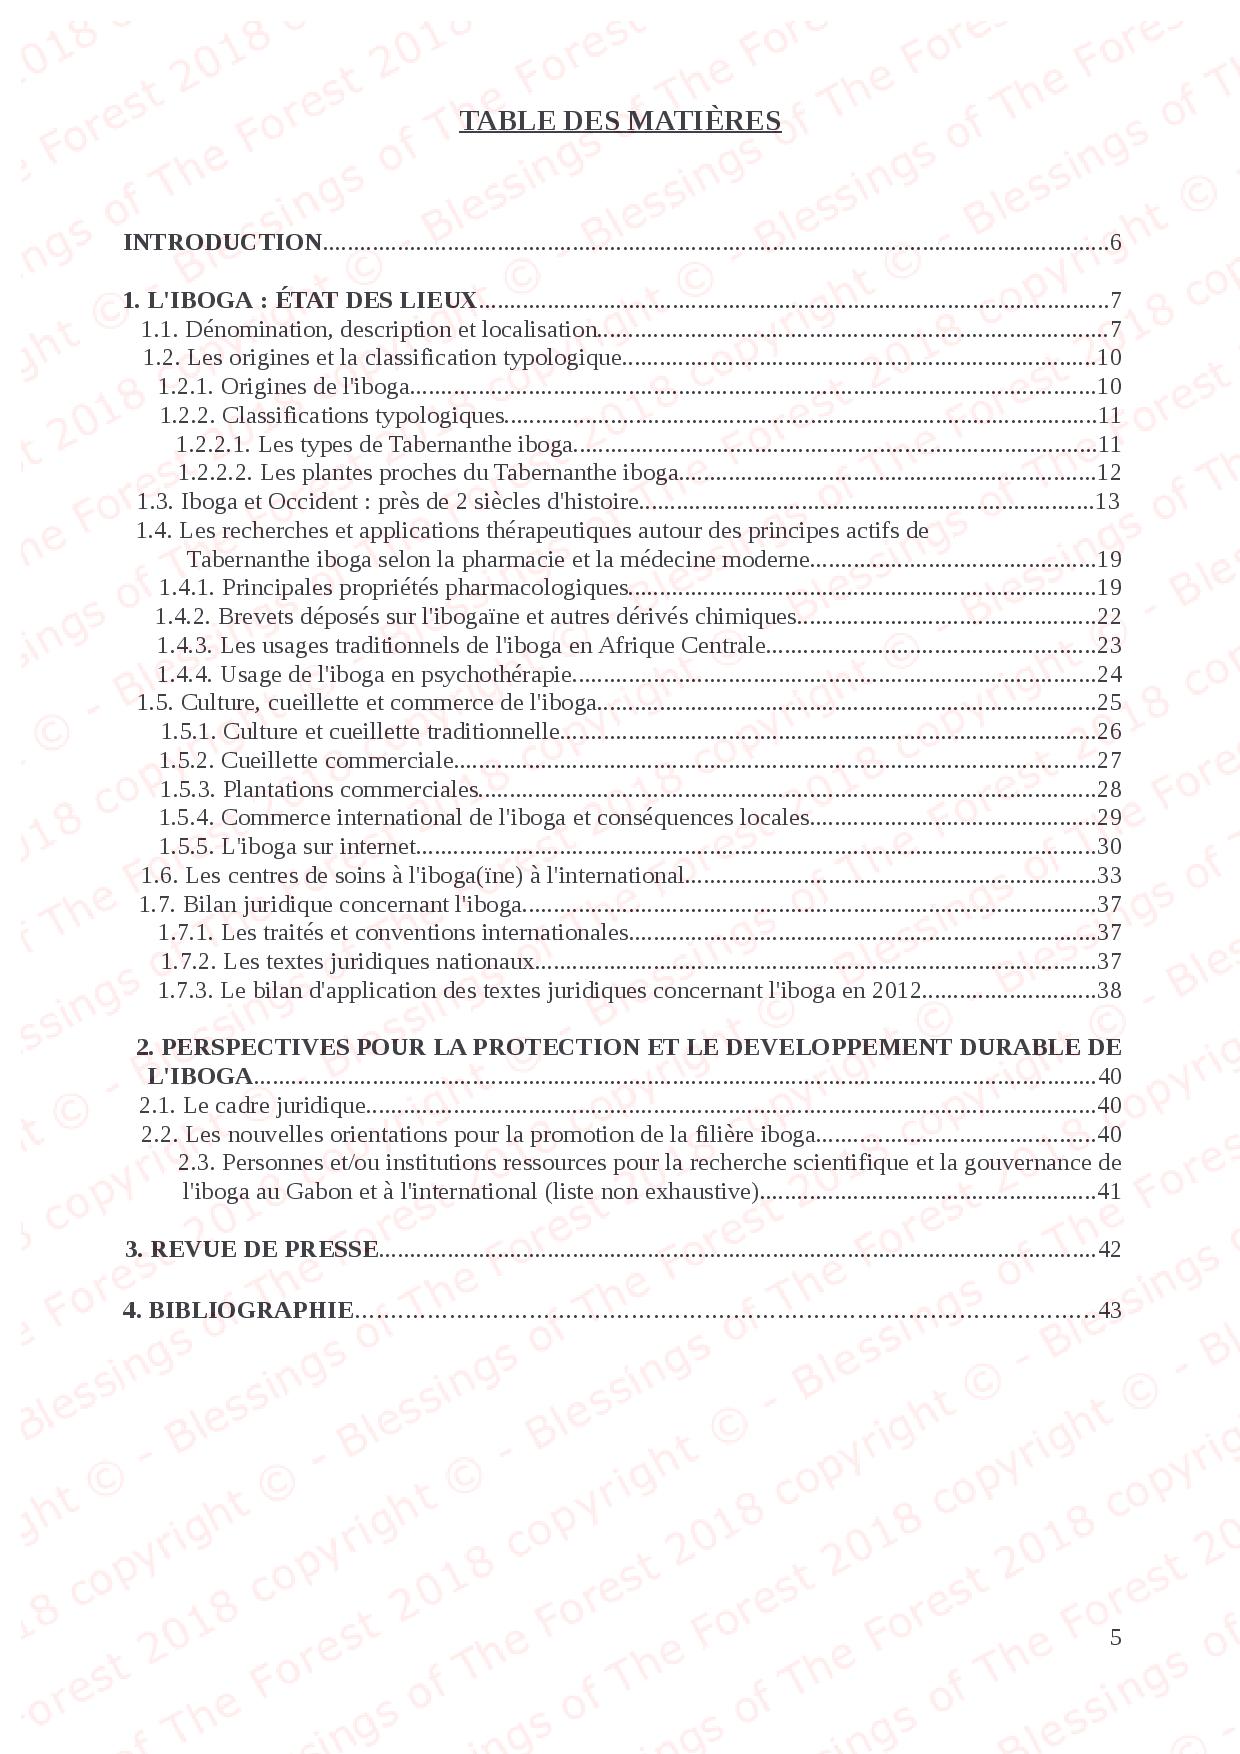 TABLE DES MATIÈRES
INTRODUCTION...6
1. L'IBOGA : ÉTAT DES LIEUX...7
1.1. Dénomination, description et localisation...7
1.2. Les origines et la classification typologique...10
1.2.1. Origines de l'iboga...10
1.2.2. Classifications typologiques...11
1.2.2.1. Les types de Tabernanthe iboga...11
1.2.2.2. Les plantes proches du Tabernanthe iboga...12
1.3. Iboga et Occident : près de 2 siècles d'histoire...13
1.4. Les recherches et applications thérapeutiques autour des principes actifs de
Tabernanthe iboga selon la pharmacie et la médecine moderne...19
1.4.1. Principales propriétés pharmacologiques...19
1.4.2. Brevets déposés sur l'ibogaïne et autres dérivés chimiques...22
1.4.3. Les usages traditionnels de l'iboga en Afrique Centrale...23
1.4.4. Usage de l'iboga en psychothérapie...24
1.5. Culture, cueillette et commerce de l'iboga...25
1.5.1. Culture et cueillette traditionnelle...26
1.5.2. Cueillette commerciale...27
1.5.3. Plantations commerciales...28
1.5.4. Commerce international de l'iboga et conséquences locales...29
1.5.5. L'iboga sur internet...30
1.6. Les centres de soins à l'iboga(ïne) à l'international...33
1.7. Bilan juridique concernant l'iboga...37
1.7.1. Les traités et conventions internationales...37
1.7.2. Les textes juridiques nationaux...37
1.7.3. Le bilan d'application des textes juridiques concernant l'iboga en 2012...38
2. PERSPECTIVES POUR LA PROTECTION ET LE DEVELOPPEMENT DURABLE DE
L'IBOGA...40
2.1. Le cadre juridique...40
2.2. Les nouvelles orientations pour la promotion de la filière iboga...40
2.3. Personnes et/ou institutions ressources pour la recherche scientifique et la gouvernance de
l'iboga au Gabon et à l'international (liste non exhaustive)...41
3. REVUE DE PRESSE...42
4. BIBLIOGRAPHIE...43
5
Blessings of The Forest 2018 copyright © -